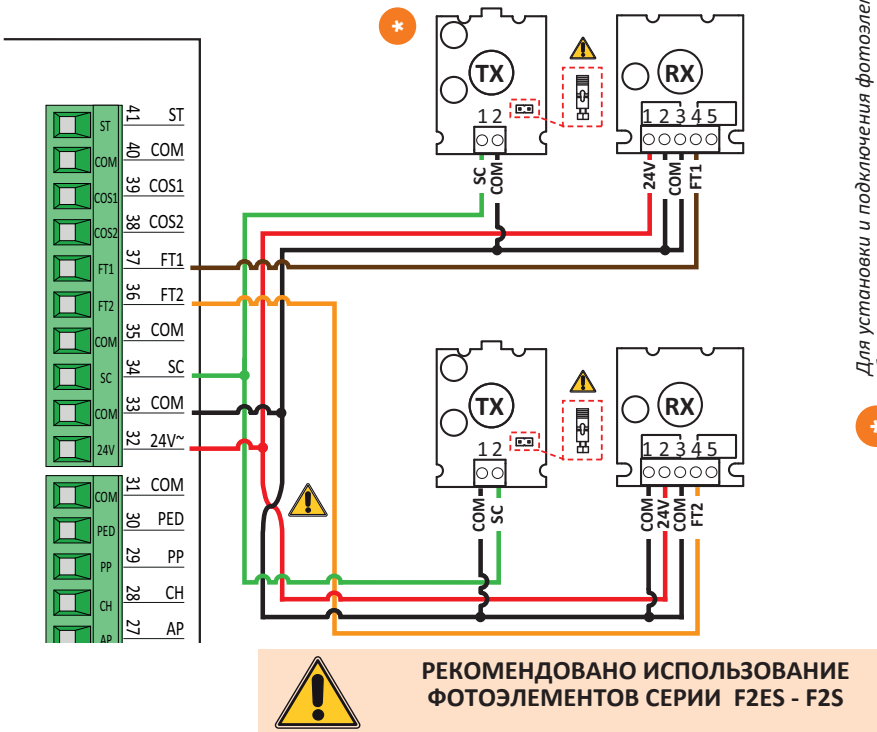 *
TX
1 2
SC
COM
RX
1 2 3 4 5
24V
COM
FT1
ST 41 ST
COM 40 COM
COS1 39 COS1
COS2 38 COS2
FT1 37 FT1
FT2 36 FT2
COM 35 COM
SC 34 SC
COM 33 COM
24V 32 24V~
COM 31 COM
PED 30 PED
PP 29 PP
CH 28 CH
AP 27 AP
TX
1 2
COM
SC
RX
1 2 3 4 5
COM
24V
COM
FT2
РЕКОМЕНДОВАНО ИСПОЛЬЗОВАНИЕ
ФОТОЭЛЕМЕНТОВ СЕРИИ F2ES - F2S
Для установки и подключения фотоэле
*